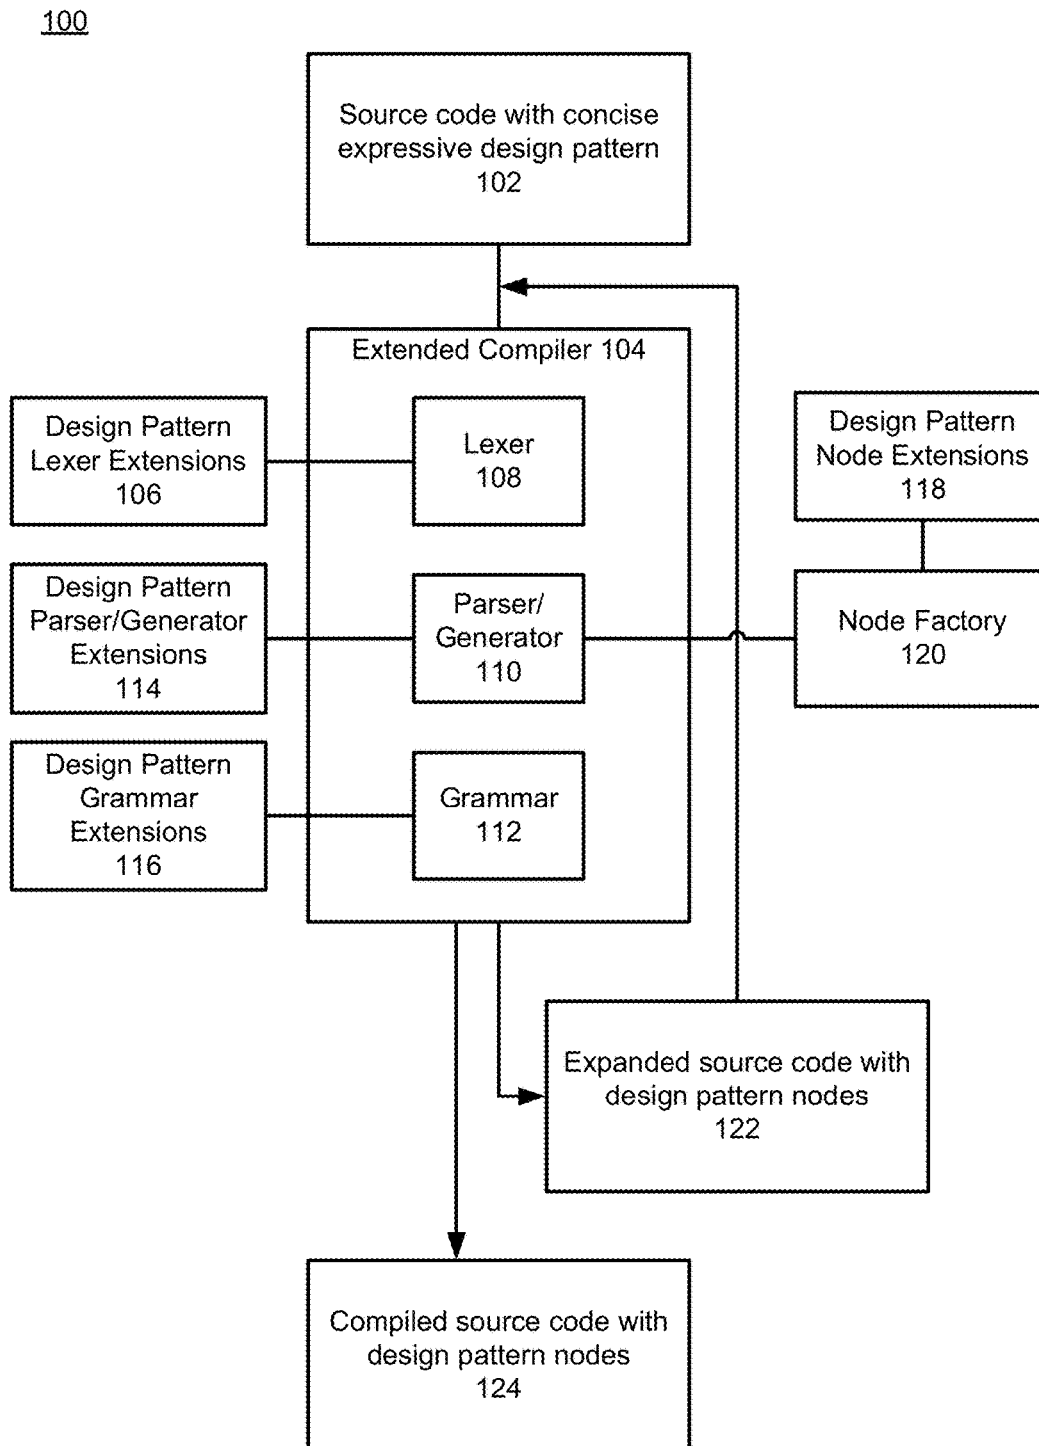 100
Source code with concise
expressive design pattern
102
Extended Compiler 104
Design Pattern
Lexer Extensions
106
Lexer
108
Design Pattern
Node Extensions
118
Design Pattern
Parser/Generator
Extensions
114
Parser/
Generator
110
Node Factory
120
Design Pattern
Grammar
Extensions
116
Grammar
112
Expanded source code with
design pattern nodes
122
Compiled source code with
design pattern nodes
124